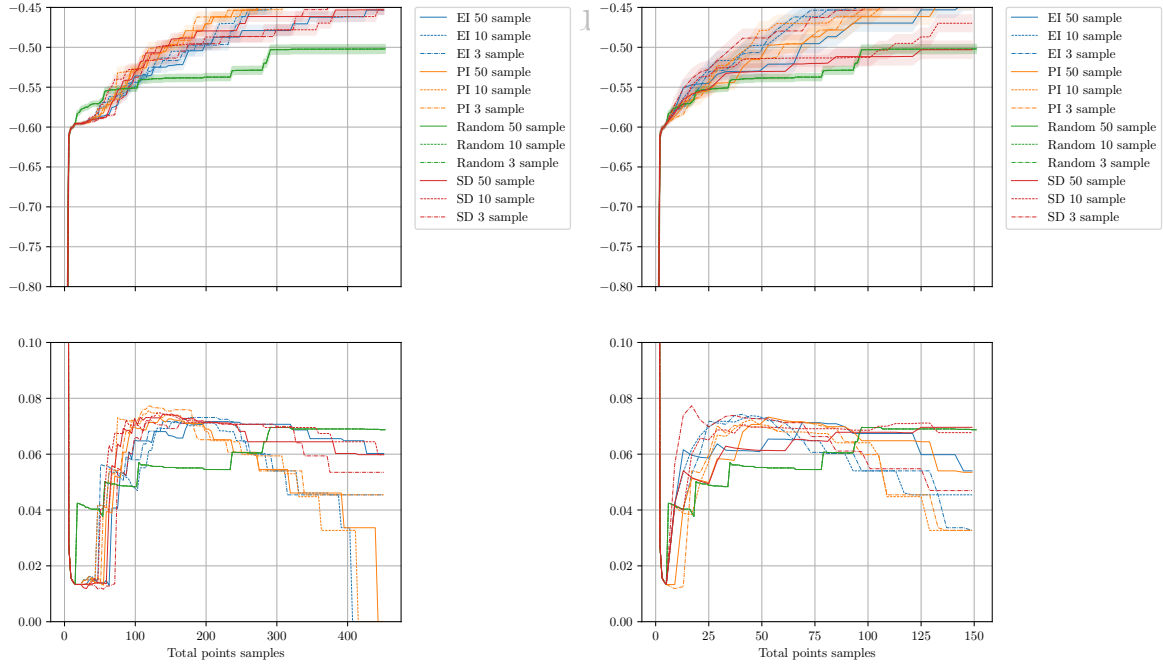 −0.45
−0.50
−0.55
−0.60
−0.65
−0.70
−0.75
−0.80
EI 50 sample
EI 10 sample
EI 3 sample
PI 50 sample
PI 10 sample
PI 3 sample
Random 50 sample
Random 10 sample
Random 3 sample
SD 50 sample
SD 10 sample
SD 3 sample
−0.45
−0.50
−0.55
−0.60
−0.65
−0.70
−0.75
−0.80
EI 50 sample
EI 10 sample
EI 3 sample
PI 50 sample
PI 10 sample
PI 3 sample
Random 50 sample
Random 10 sample
Random 3 sample
SD 50 sample
SD 10 sample
SD 3 sample
0.10
0.08
0.06
0.04
0.02
0.00
0 100 200 300 400
Total points samples
0.10
0.08
0.06
0.04
0.02
0.00
0 25 50 75 100 125 150
Total points samples